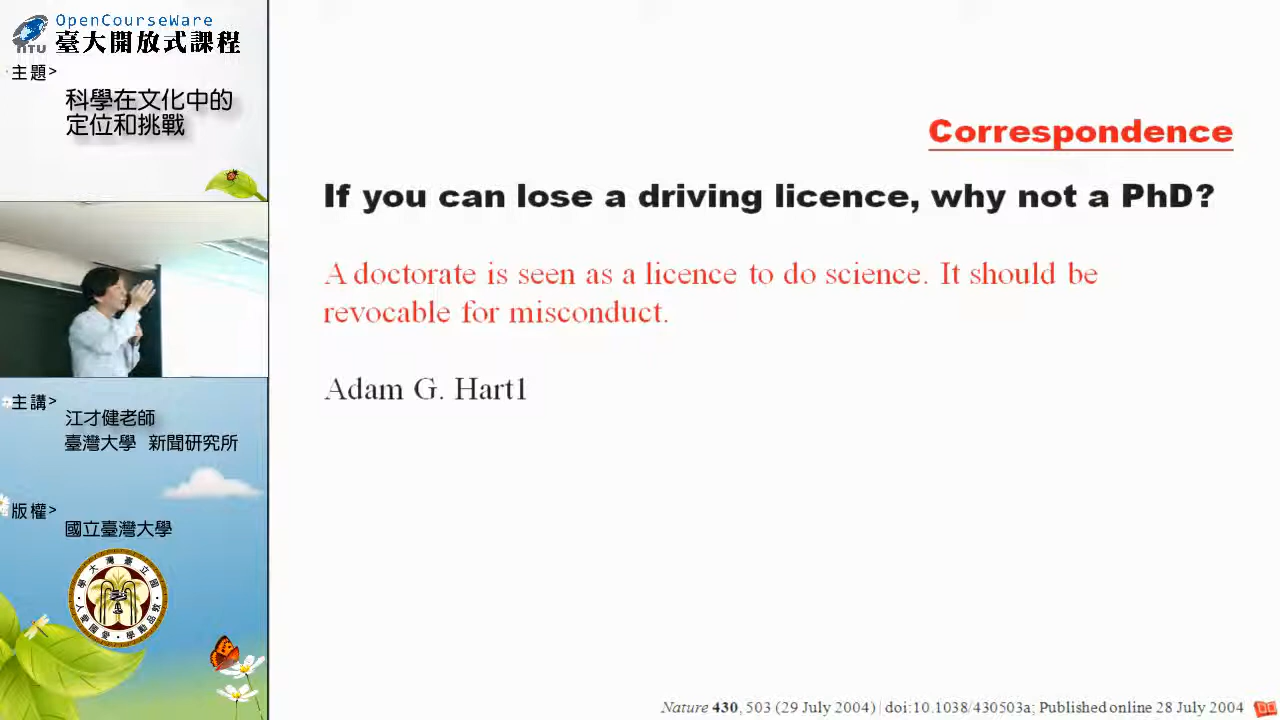 OpenCourseWare
NTU
臺大開放式課程
主題>
科學在文化中的
定位和挑戰
主講>
江才健老師
臺灣大學 新聞研究所
版權>
國立臺灣大學
Correspondence
If you can lose a driving licence, why not a PhD?
A doctorate is seen as a licence to do science. It should be
revocable for misconduct.
Adam G. Hart1
Nature 430, 503 (29 July 2004) | doi:10.1038/430503a; Published online 28 July 2004